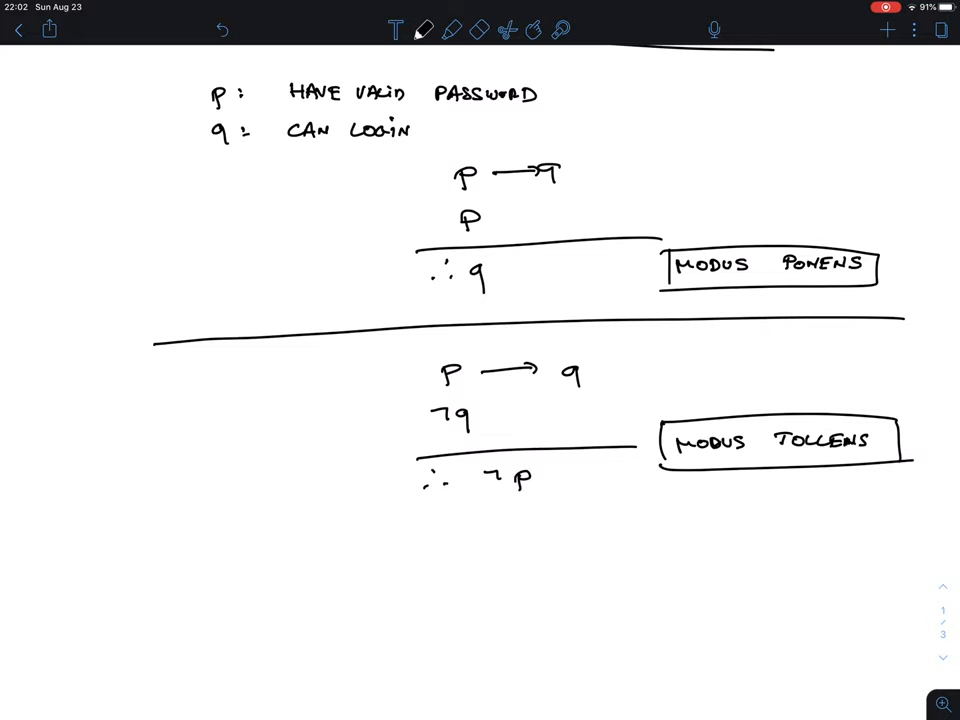 22:02 Sun Aug 23
91%
T
p: HAVE VALID PASSWORD
q: CAN LOGIN
p → q
p
∴ q
MODUS PONENS
p → q
¬q
∴ ¬p
MODUS TOLLENS
1
/
3